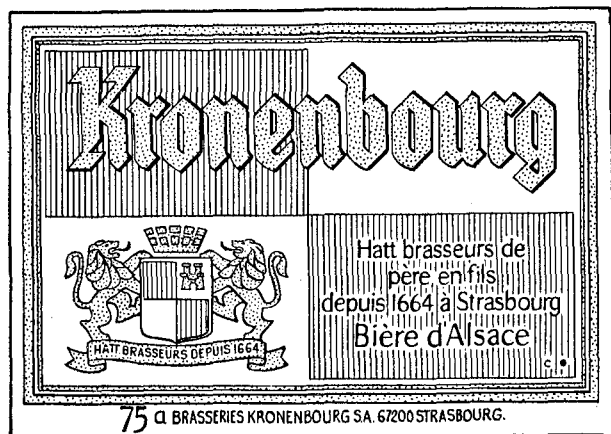 Kronenbourg
Hatt brasseurs de
pere en fils
depuis 1664 à Strasbourg
Bière d'Alsace
HATT BRASSEURS DEPUIS 1664
75 cl BRASSERIES KRONENBOURG S.A. 67200 STRASBOURG.